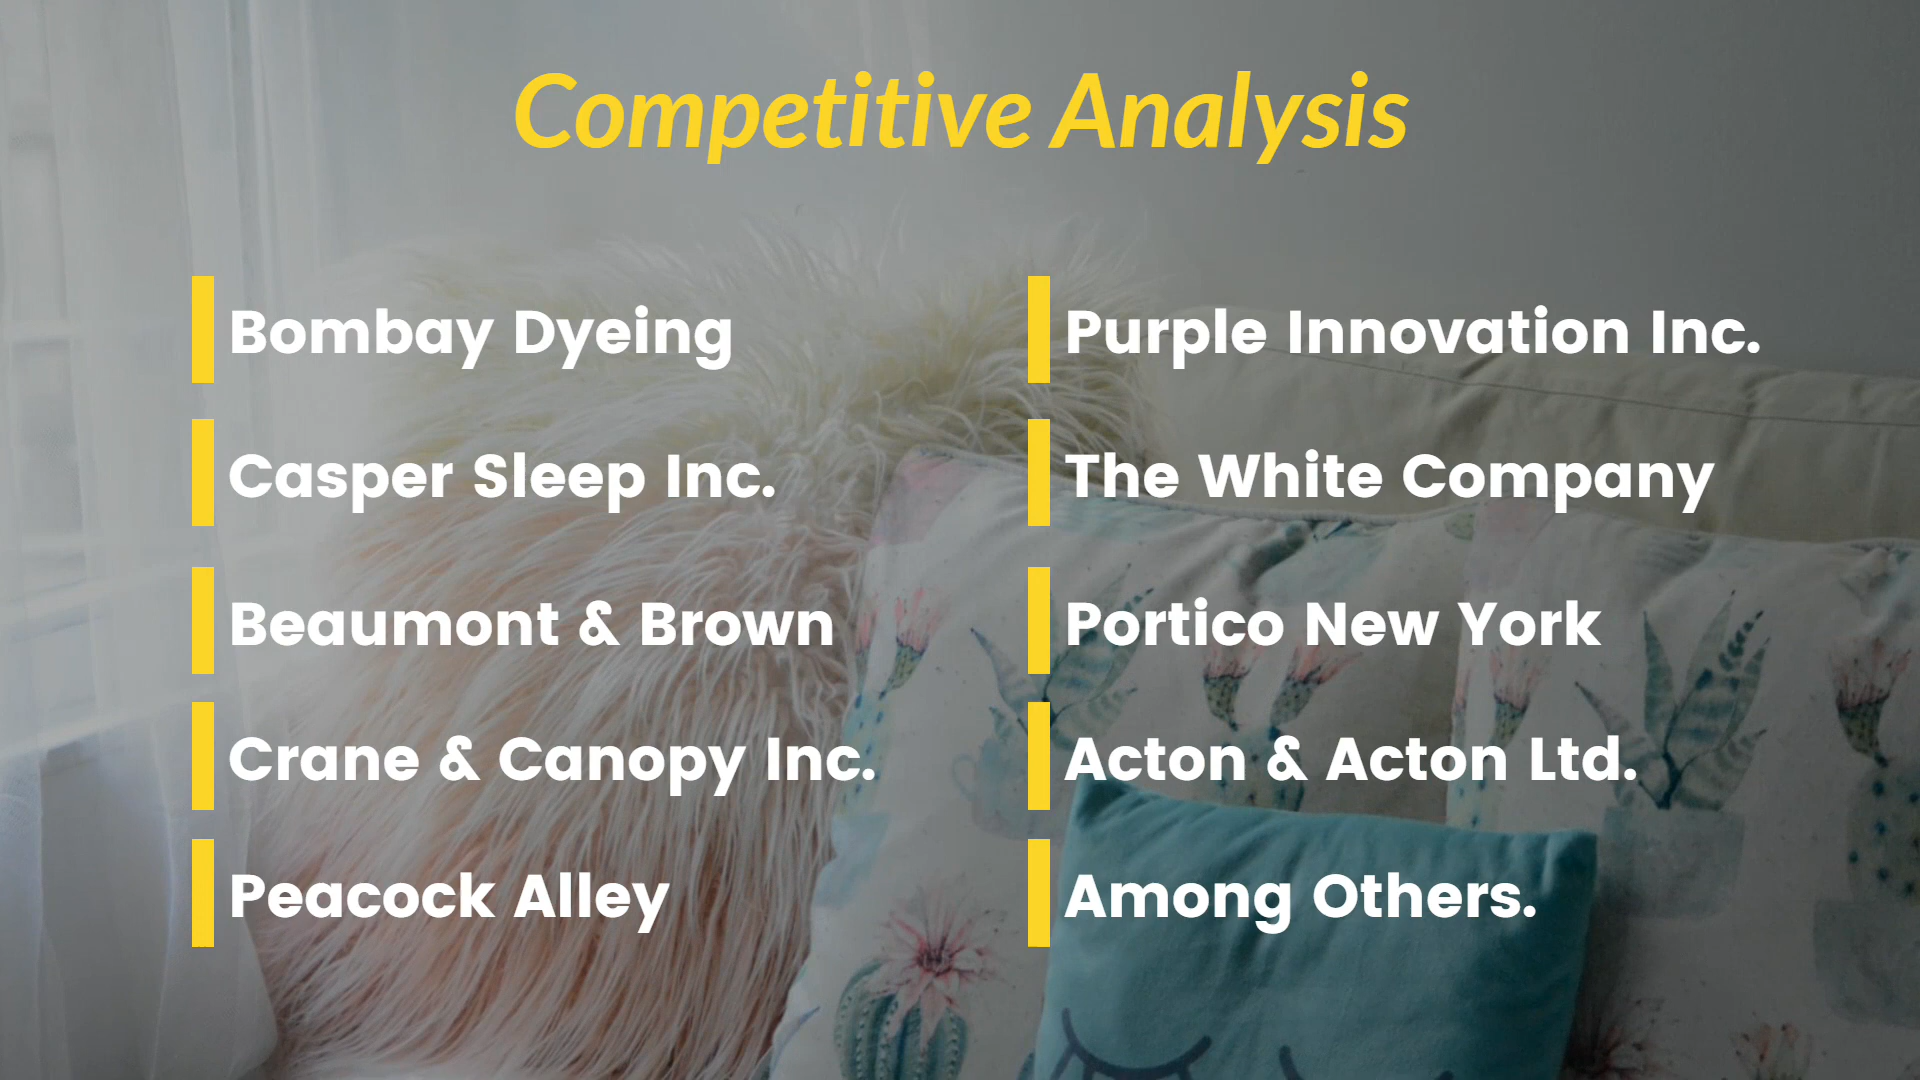 Competitive Analysis
Bombay Dyeing
Casper Sleep Inc.
Beaumont & Brown
Crane & Canopy Inc.
Peacock Alley
Purple Innovation Inc.
The White Company
Portico New York
Acton & Acton Ltd.
Among Others.